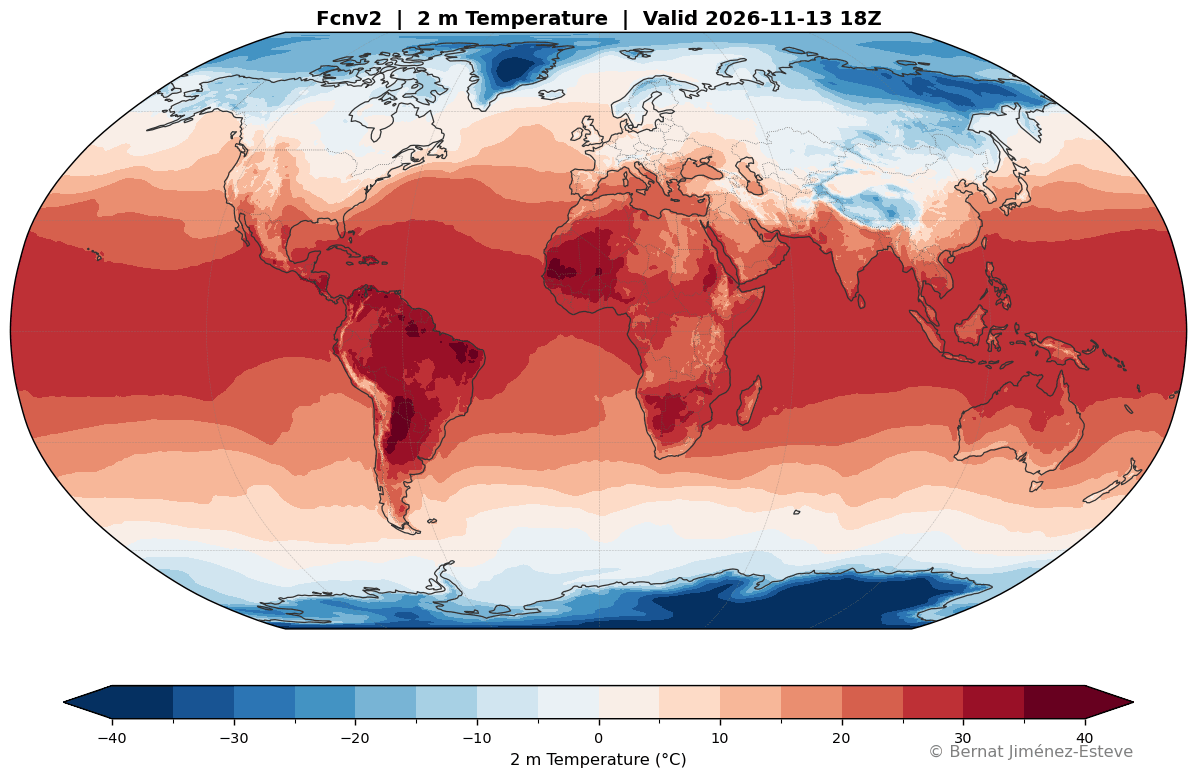 Fcnv2 | 2 m Temperature | Valid 2026-11-13 18Z
−40 −30 −20 −10 0 10 20 30 40
2 m Temperature (°C)
© Bernat Jiménez-Esteve